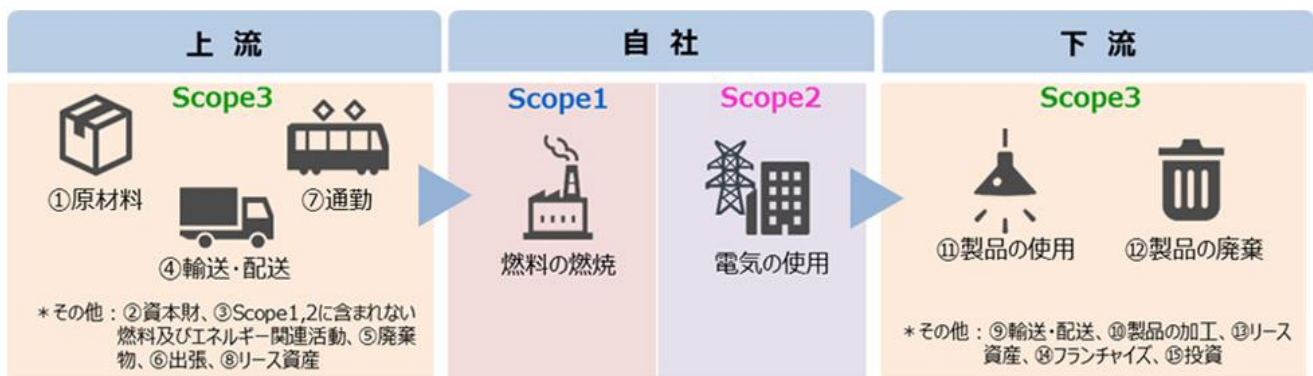 上 流
Scope3
①原材料
⑦通勤
④輸送・配送
＊その他：②資本財、③Scope1,2に含まれない
燃料及びエネルギー関連活動、⑤廃棄
物、⑥出張、⑧リース資産
自 社
Scope1
燃料の燃焼
Scope2
電気の使用
下 流
Scope3
⑪製品の使用
⑫製品の廃棄
＊その他：⑨輸送・配送、⑩製品の加工、⑬リース
資産、⑭フランチャイズ、⑮投資